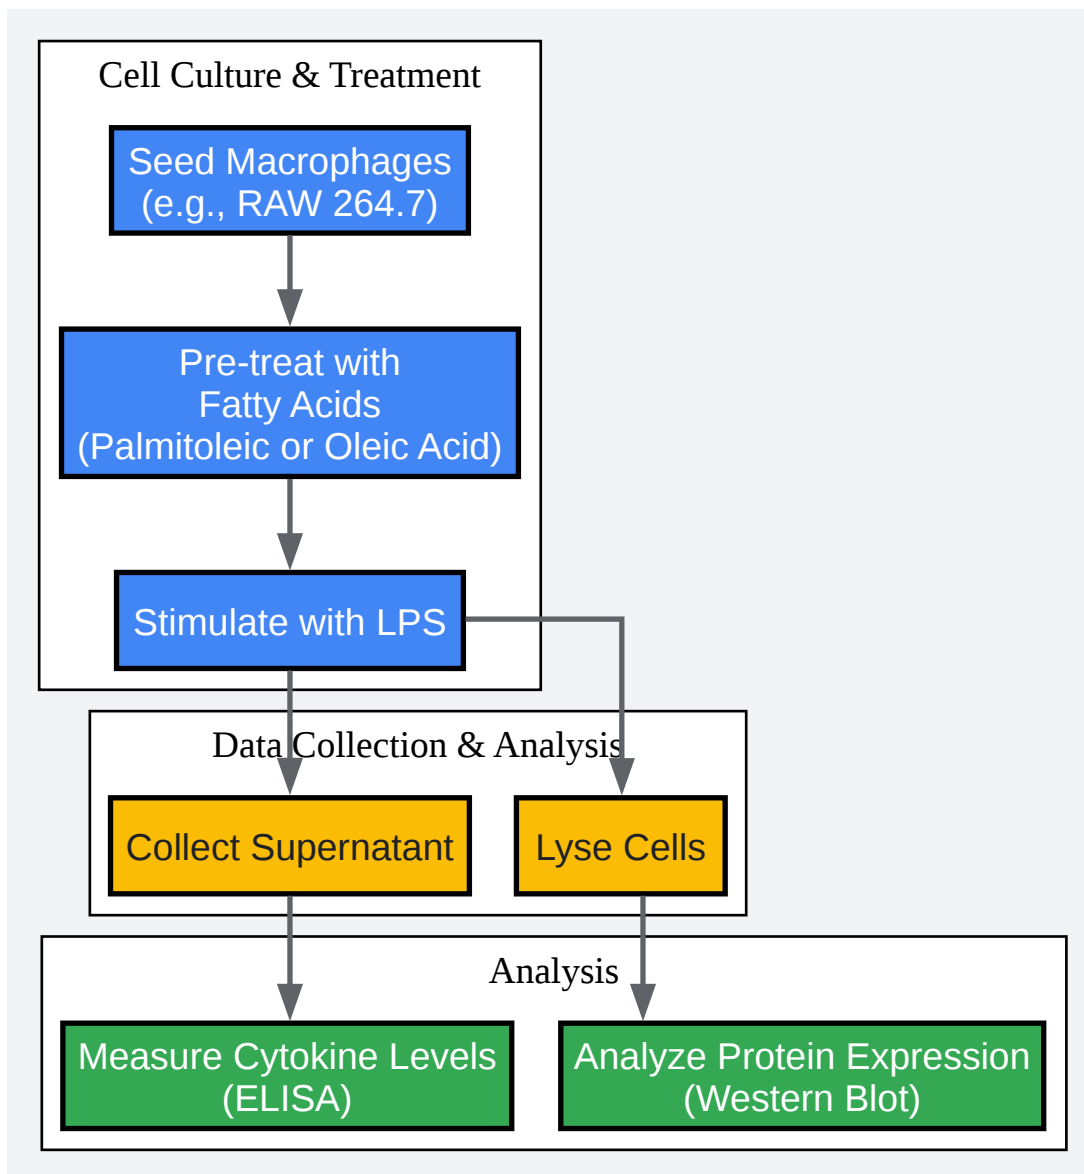 Cell Culture & Treatment
Seed Macrophages
(e.g., RAW 264.7)
Pre-treat with
Fatty Acids
(Palmitoleic or Oleic Acid)
Stimulate with LPS
Data Collection & Analysis
Collect Supernatant
Lyse Cells
Analysis
Measure Cytokine Levels
(ELISA)
Analyze Protein Expression
(Western Blot)